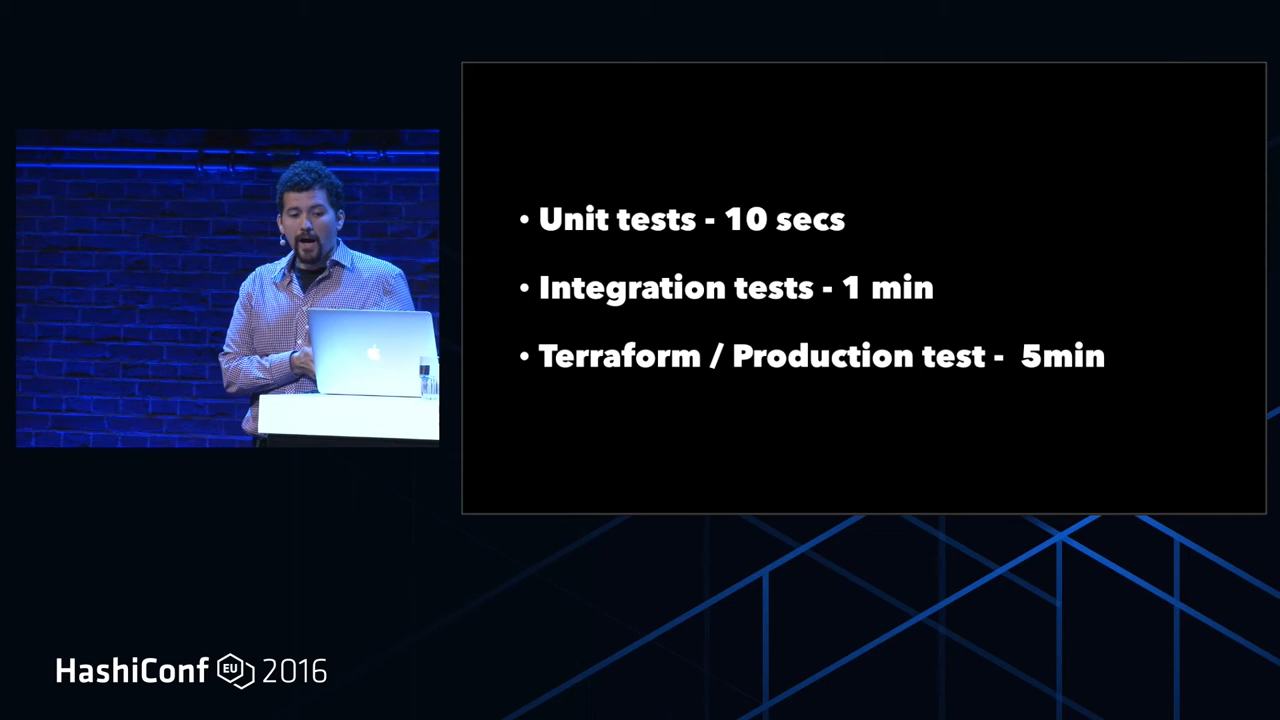 • Unit tests - 10 secs
• Integration tests - 1 min
• Terraform / Production test - 5min
HashiConf EU 2016